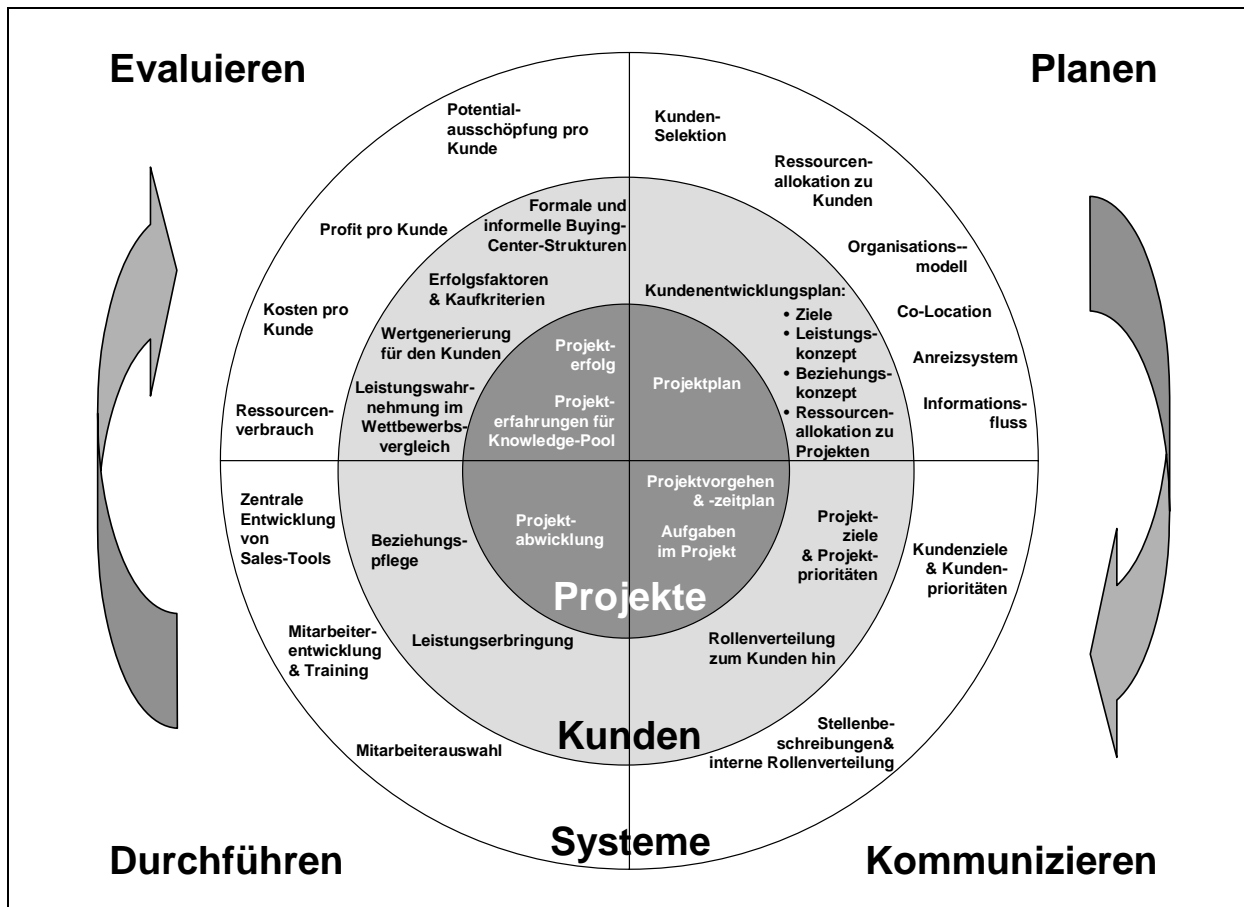 Evaluieren
Planen
Potential-
ausschöpfung pro
Kunde
Profit pro Kunde
Kosten pro
Kunde
Ressourcen-
verbrauch
Formale und
informelle Buying-
Center-Strukturen
Erfolgsfaktoren
& Kaufkriterien
Wertgenerierung
für den Kunden
Leistungswahr-
nehmung im
Wettbewerbs-
vergleich
Projekt-
erfolg
Projekt-
erfahrungen für
Knowledge-Pool
Kunden-
Selektion
Ressourcen-
allokation zu
Kunden
Organisations--
modell
Co-Location
Anreizsystem
Informations-
fluss
Kundenentwicklungsplan:
• Ziele
• Leistungs-
konzept
• Beziehungs-
konzept
• Ressourcen-
allokation zu
Projekten
Projektplan
Zentrale
Entwicklung
von
Sales-Tools
Mitarbeiter-
entwicklung
& Training
Mitarbeiterauswahl
Beziehungs-
pflege
Leistungserbringung
Projekt-
abwicklung
Projektvorgehen
& -zeitplan
Aufgaben
im Projekt
Projekt-
ziele
& Projekt-
prioritäten
Rollenverteilung
zum Kunden hin
Kundenziele
& Kunden-
prioritäten
Stellenbe-
schreibungen&
interne Rollenverteilung
Projekte
Kunden
Systeme
Durchführen
Kommunizieren